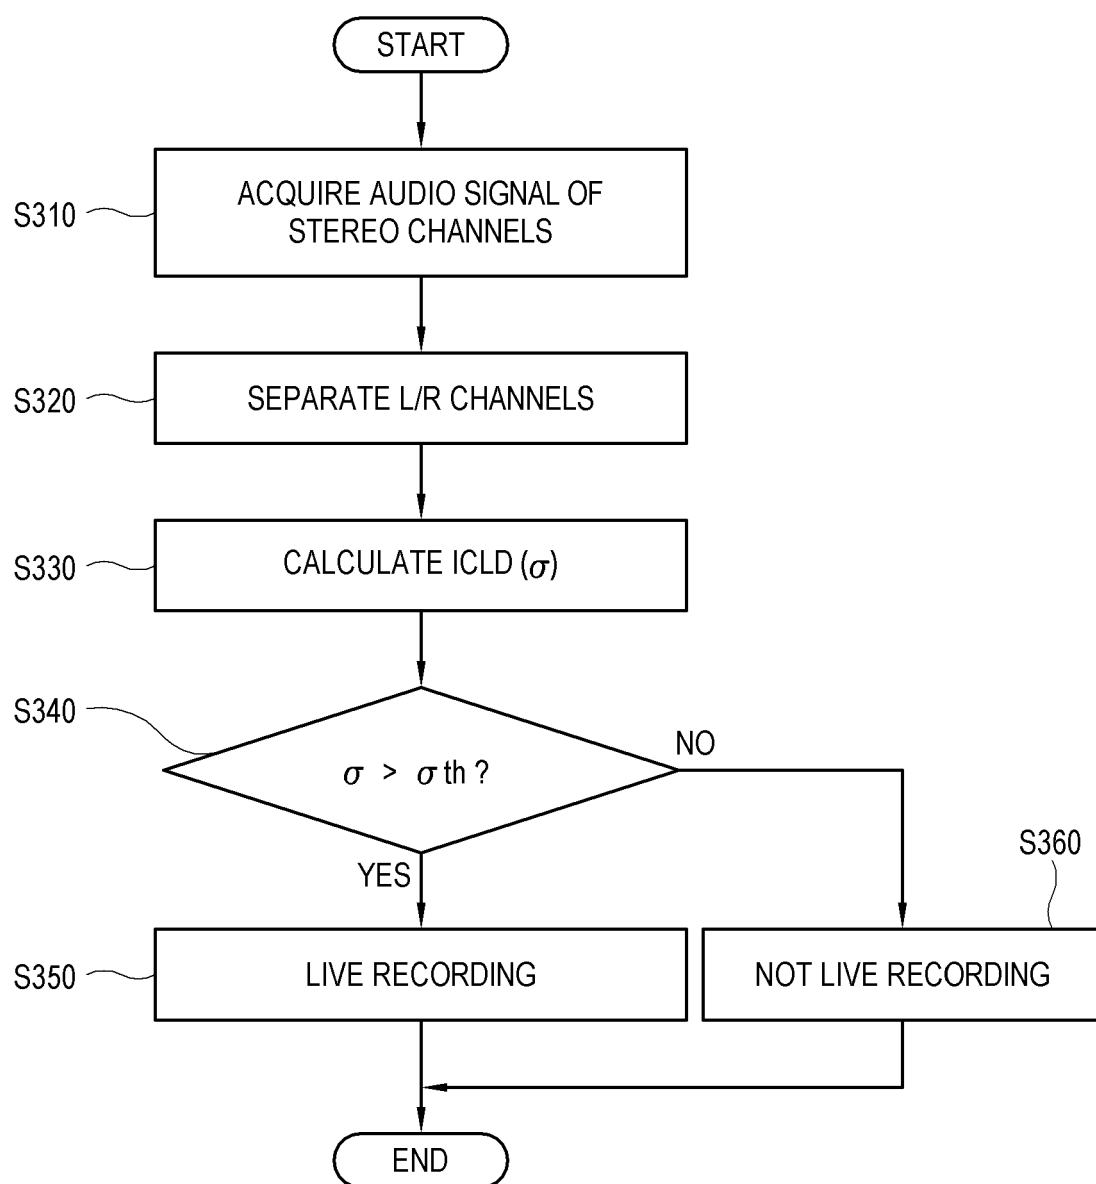 START
S310
ACQUIRE AUDIO SIGNAL OF
STEREO CHANNELS
S320
SEPARATE L/R CHANNELS
S330
CALCULATE ICLD (σ)
S340
σ > σ th ?
NO
YES
S360
S350
LIVE RECORDING
NOT LIVE RECORDING
END